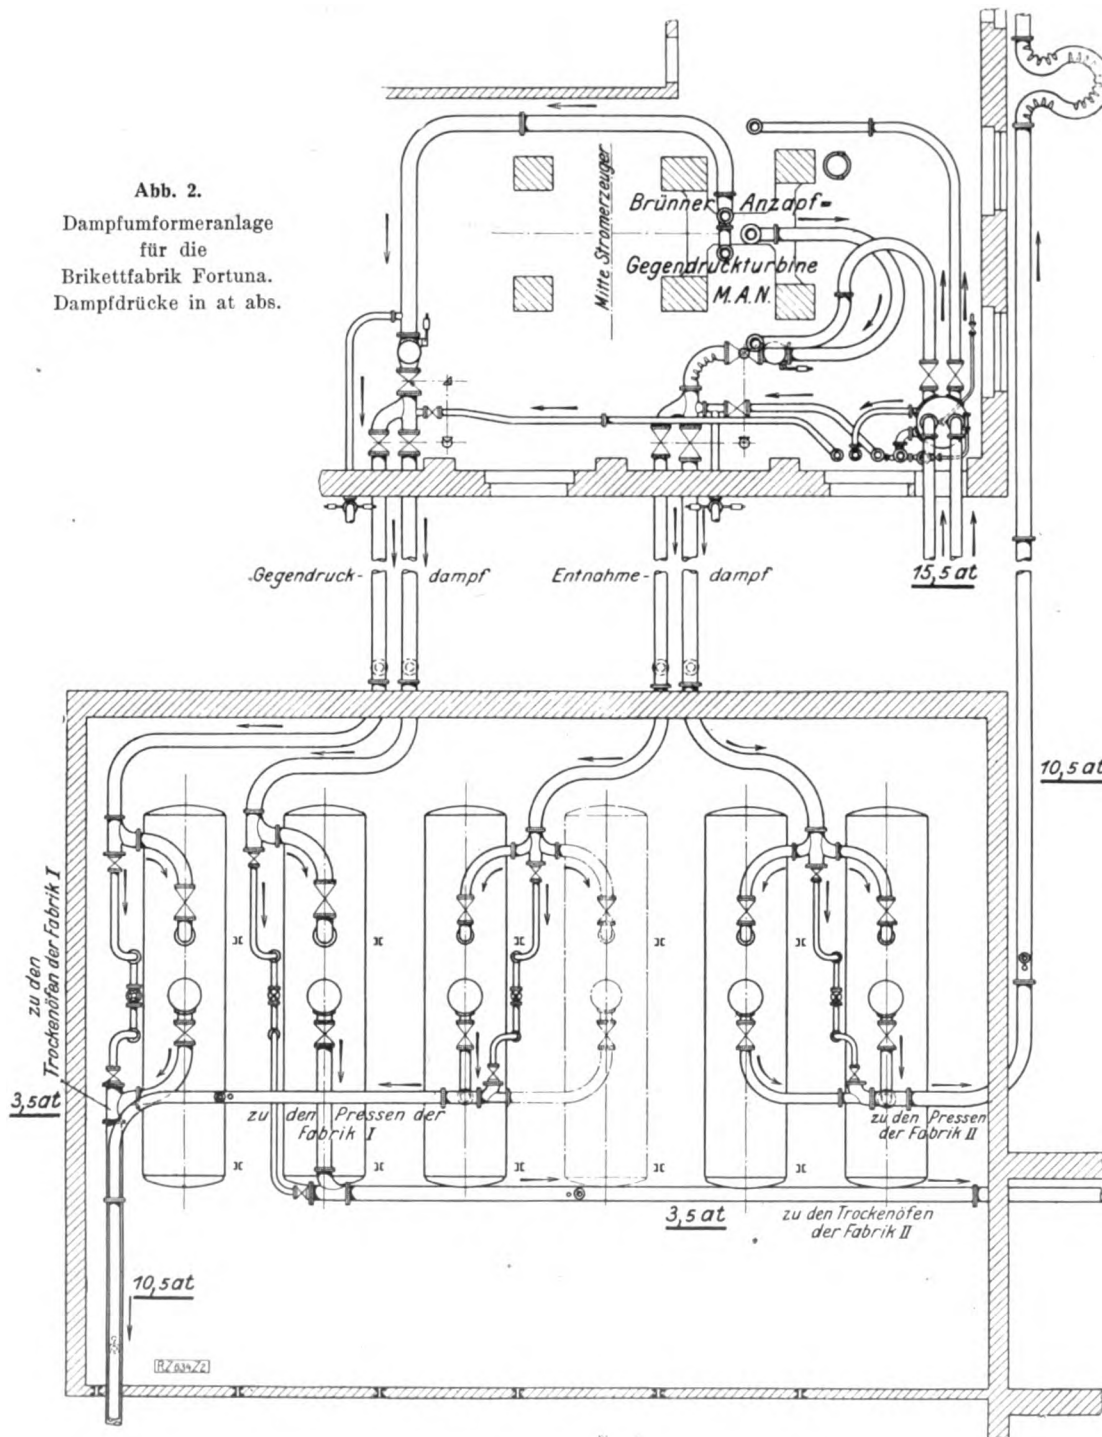 Abb. 2.
Dampfumformeranlage
für die
Brikettfabrik Fortuna.
Dampfdrücke in at abs.
Mitte Stromerzeuger
Brünner Anzapf=
Gegendruckturbine
M.A.N.
Gegendruck- dampf
Entnahme- dampf
15,5 at
10,5 at
zu den
Trockenöfen der Fabrik I
3,5 at
zu den Pressen der
Fabrik I
zu den Pressen
der Fabrik II
3,5 at
zu den Trockenöfen
der Fabrik II
10,5 at